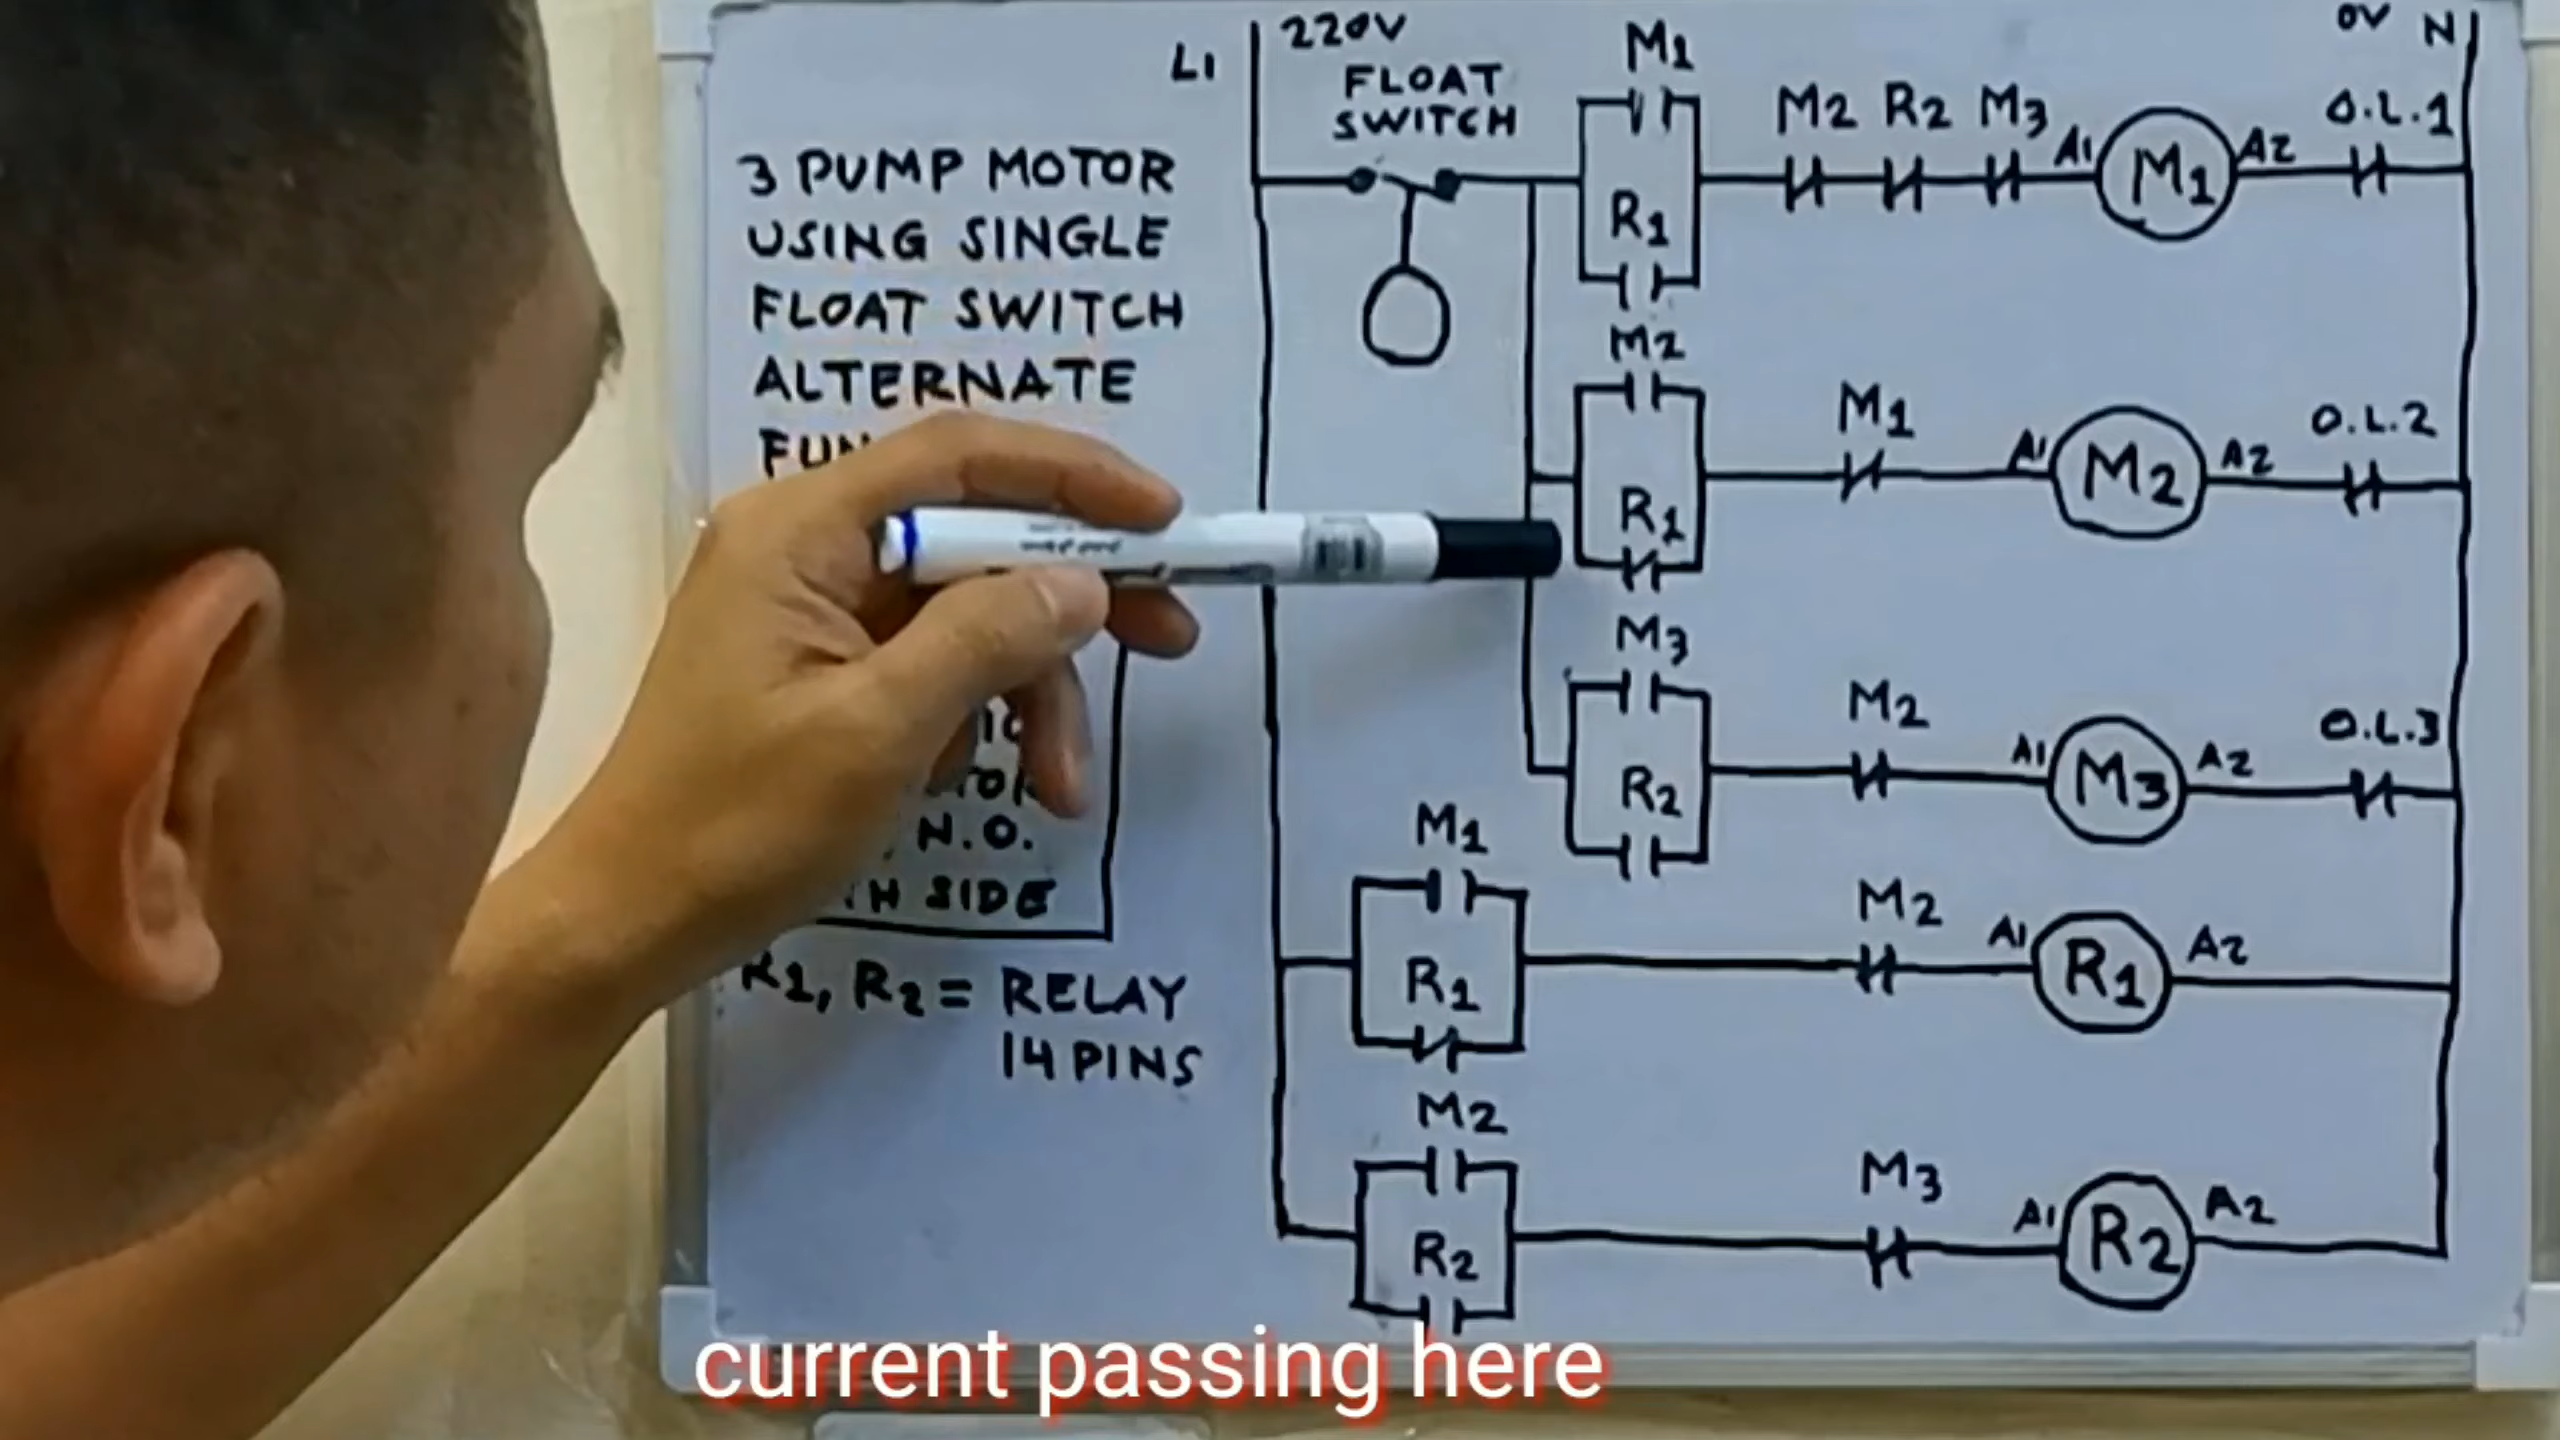 L1
220V
0V N
FLOAT
SWITCH
3 PUMP MOTOR
USING SINGLE
FLOAT SWITCH
ALTERNATE
N.O.
SIDE
R1, R2 = RELAY
14 PINS
M1
R1
M2 R2 M3 A1 M1 A2 O.L.1
M2
R1
M1 A1 M2 A2 O.L.2
M3
R2
M2 A1 M3 A2 O.L.3
M1
R1
M2 A1 R1 A2
M2
R2
M3 A1 R2 A2
current passing here